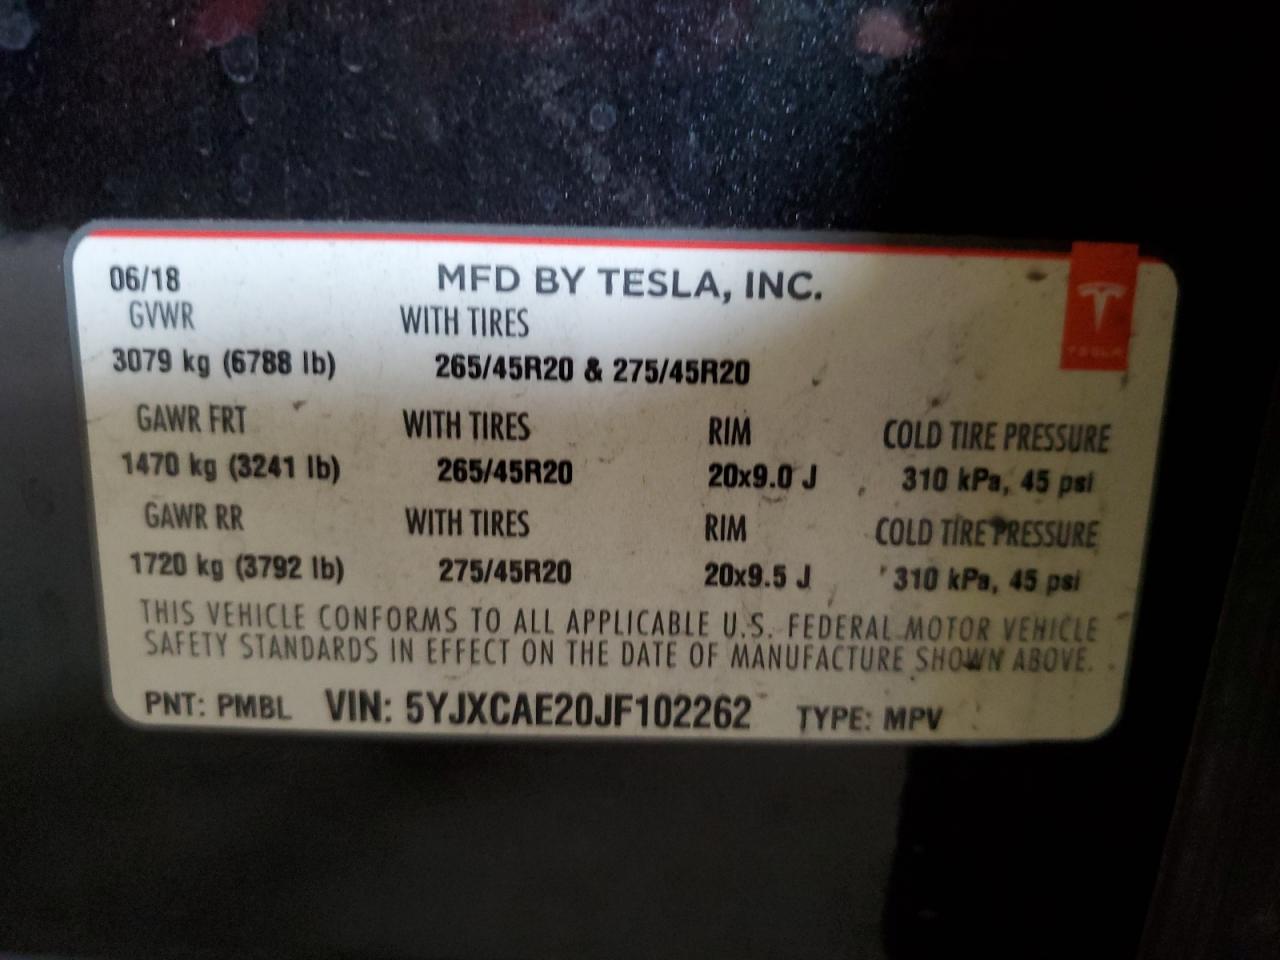 06/18 MFD BY TESLA, INC.
GVWR WITH TIRES
3079 kg (6788 lb) 265/45R20 & 275/45R20
GAWR FRT WITH TIRES RIM COLD TIRE PRESSURE
1470 kg (3241 lb) 265/45R20 20x9.0 J 310 kPa, 45 psi
GAWR RR WITH TIRES RIM COLD TIRE PRESSURE
1720 kg (3792 lb) 275/45R20 20x9.5 J 310 kPa, 45 psi
THIS VEHICLE CONFORMS TO ALL APPLICABLE U.S. FEDERAL MOTOR VEHICLE
SAFETY STANDARDS IN EFFECT ON THE DATE OF MANUFACTURE SHOWN ABOVE.
PNT: PMBL VIN: 5YJXCAE20JF102262 TYPE: MPV
TESLA